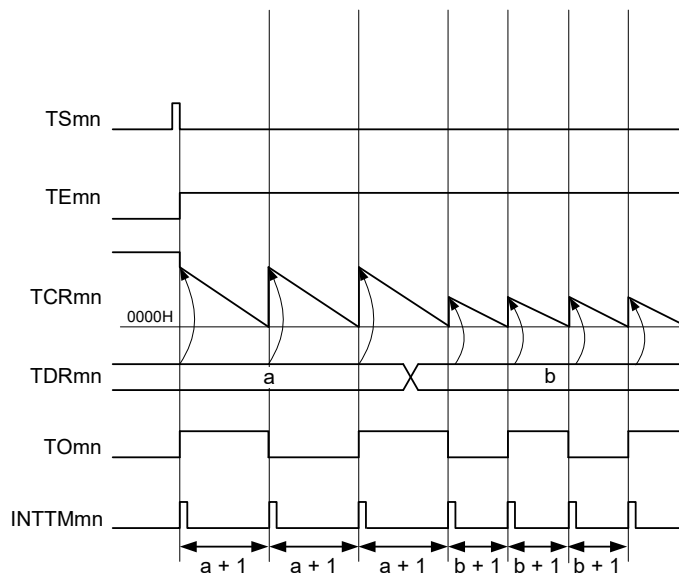 TSmn
TEmn
TCRmn
0000H
TDRmn
a b
TOmn
INTTMmn
a + 1 a + 1 a + 1 b + 1 b + 1 b + 1